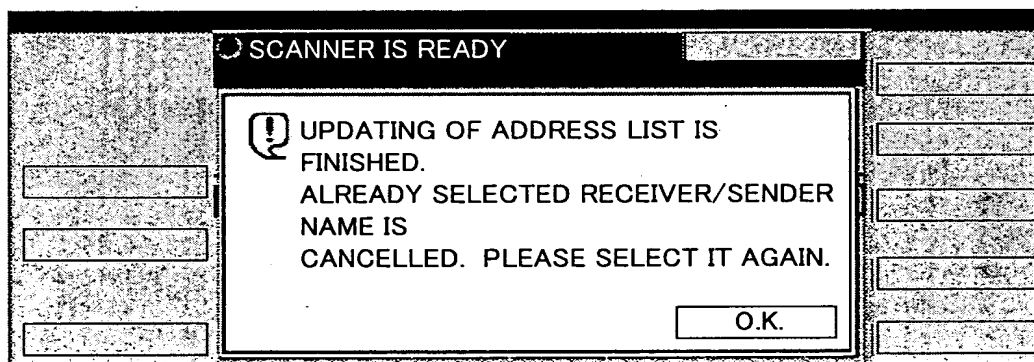 SCANNER IS READY
UPDATING OF ADDRESS LIST IS
FINISHED.
ALREADY SELECTED RECEIVER/SENDER
NAME IS
CANCELLED. PLEASE SELECT IT AGAIN.
O.K.